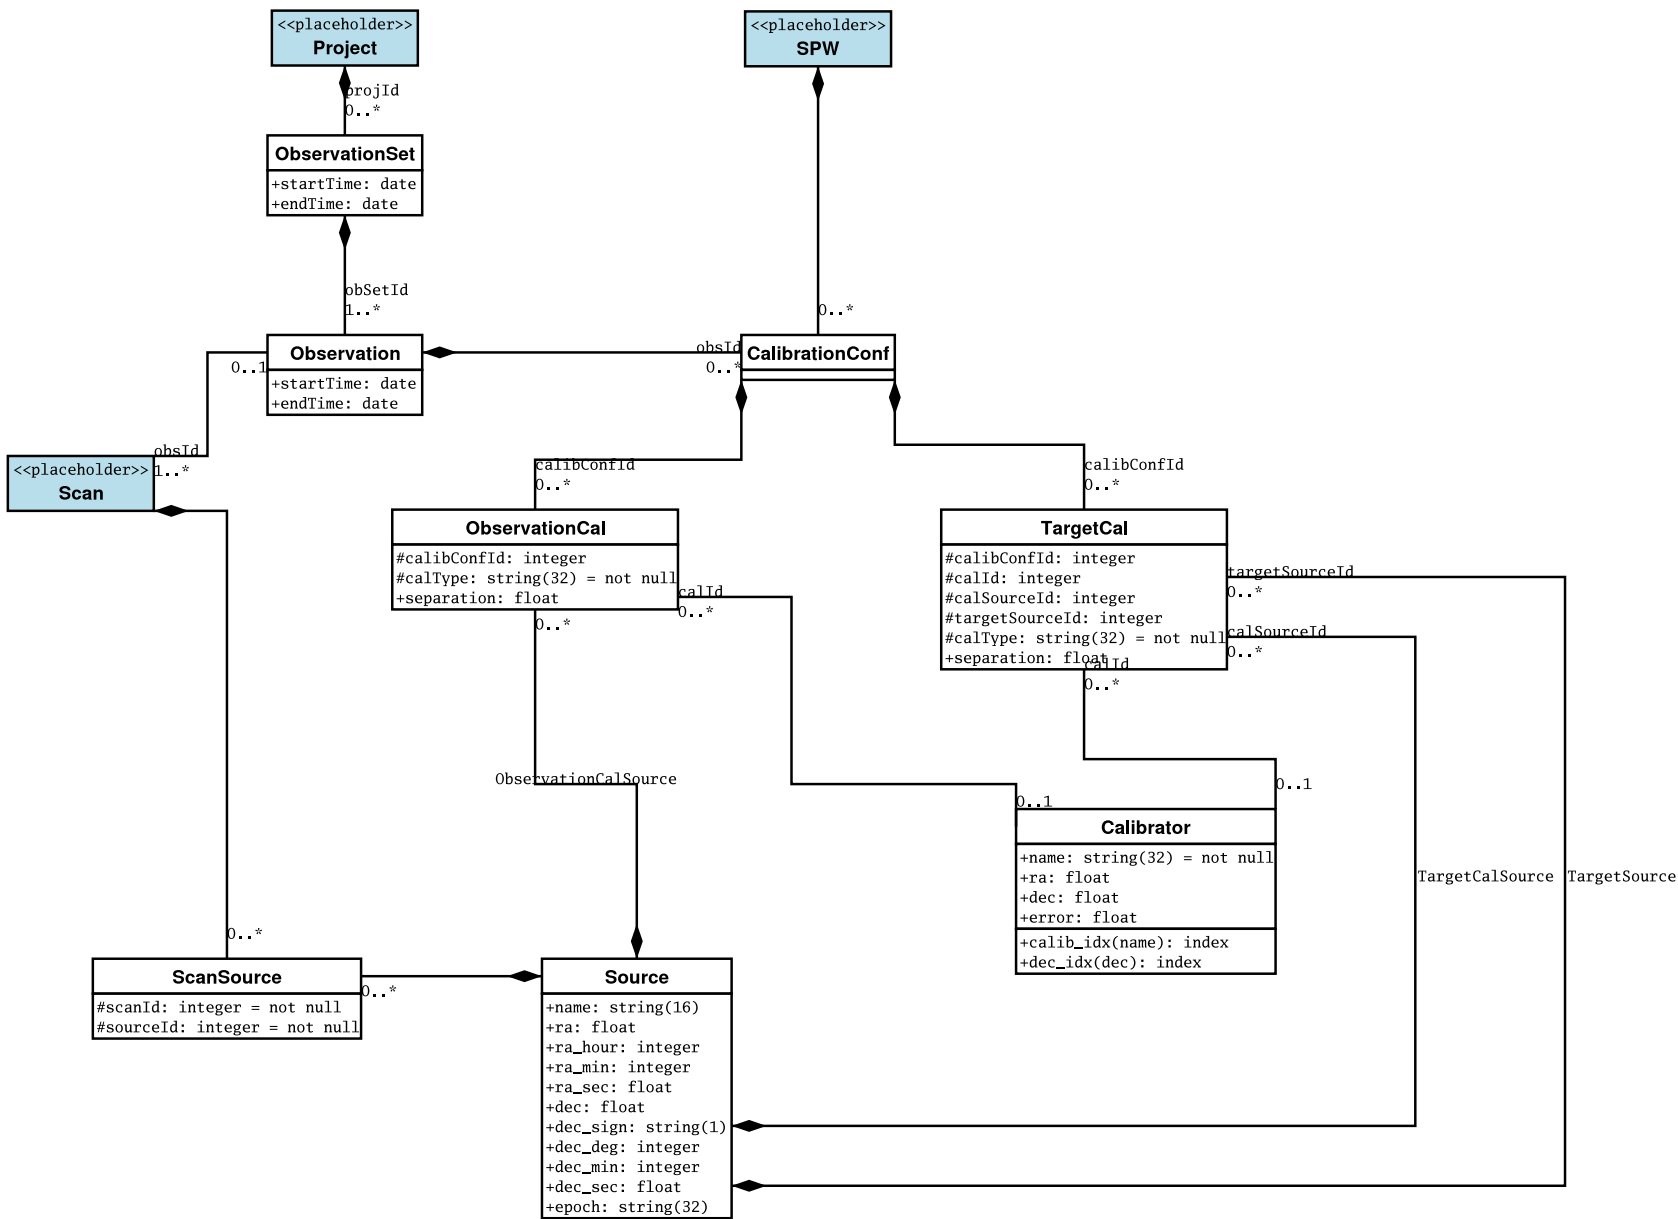 <<placeholder>>
Project
<<placeholder>>
SPW
projId
0..*
ObservationSet
+startTime: date
+endTime: date
obSetId
1..*
0..*
Observation
+startTime: date
+endTime: date
0..1
obsId
0..*
CalibrationConf
obsId
1..*
<<placeholder>>
Scan
calibConfId
0..*
calibConfId
0..*
ObservationCal
#calibConfId: integer
#calType: string(32) = not null
+separation: float
calId
0..*
0..*
TargetCal
#calibConfId: integer
#calId: integer
#calSourceId: integer
#targetSourceId: integer
#calType: string(32) = not null
+separation: float
targetSourceId
0..*
calSourceId
0..*
calId
0..*
ObservationCalSource
0..1
0..1
Calibrator
+name: string(32) = not null
+ra: float
+dec: float
+error: float
+calib_idx(name): index
+dec_idx(dec): index
TargetCalSource
TargetSource
0..*
ScanSource
#scanId: integer = not null
#sourceId: integer = not null
0..*
Source
+name: string(16)
+ra: float
+ra_hour: integer
+ra_min: integer
+ra_sec: float
+dec: float
+dec_sign: string(1)
+dec_deg: integer
+dec_min: integer
+dec_sec: float
+epoch: string(32)